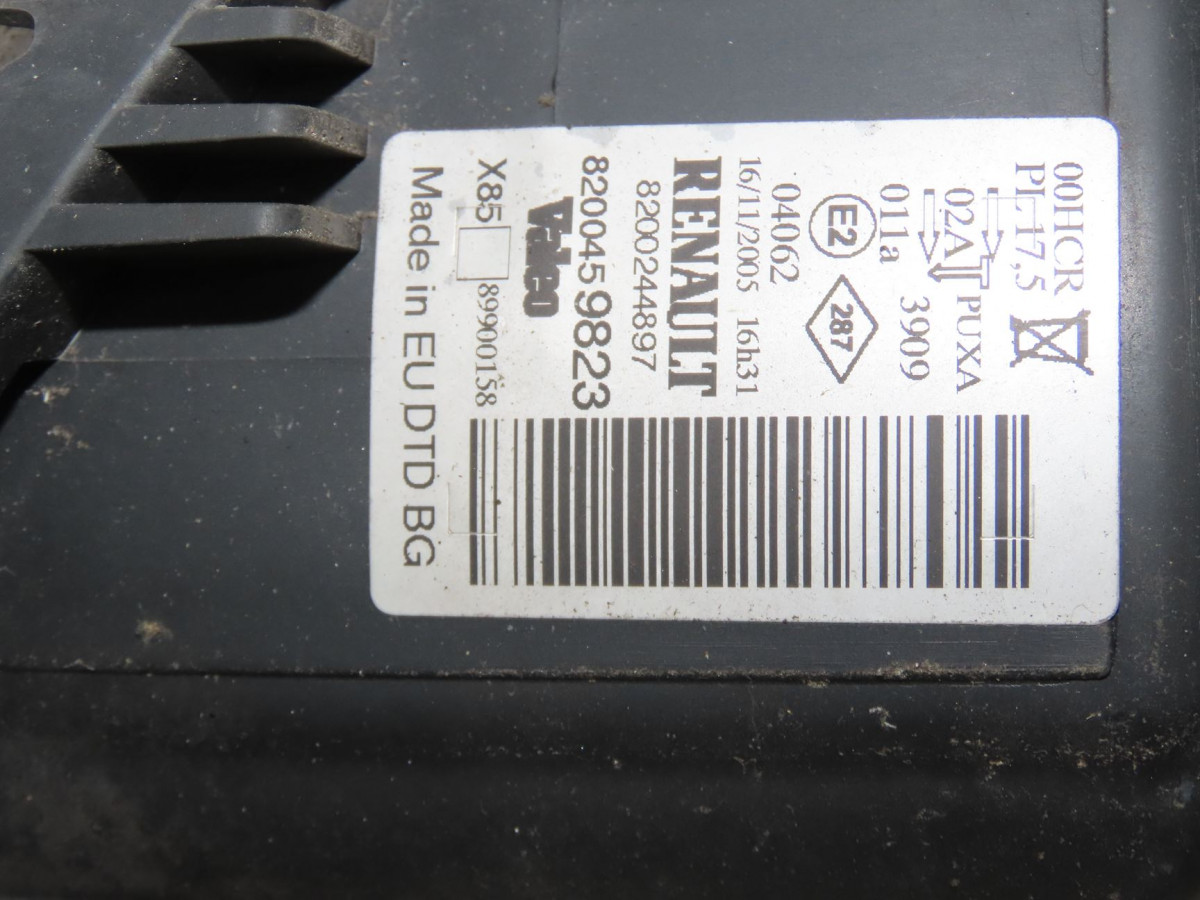 00HCR
PL 17,5
02A PUXA
011a 3909
E2 287
04062
16/11/2005 16h31
RENAULT
8200244897
8200459823
Valeo
X85 89900158
Made in EU DTD BG